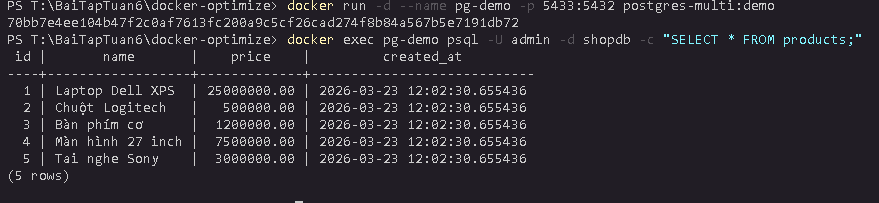 PS T:\BaiTapTuan6\docker-optimize> docker run -d --name pg-demo -p 5433:5432 postgres-multi:demo
70bb7e4ee104b47f2c0af7613fc200a9c5cf26cad274f8b84a567b5e7191db72
PS T:\BaiTapTuan6\docker-optimize> docker exec pg-demo psql -U admin -d shopdb -c "SELECT * FROM products;"
 id |       name       |    price    |         created_at
----+------------------+-------------+----------------------------
  1 | Laptop Dell XPS  | 25000000.00 | 2026-03-23 12:02:30.655436
  2 | Chuột Logitech   |   500000.00 | 2026-03-23 12:02:30.655436
  3 | Bàn phím cơ      |  1200000.00 | 2026-03-23 12:02:30.655436
  4 | Màn hình 27 inch |  7500000.00 | 2026-03-23 12:02:30.655436
  5 | Tai nghe Sony    |  3000000.00 | 2026-03-23 12:02:30.655436
(5 rows)